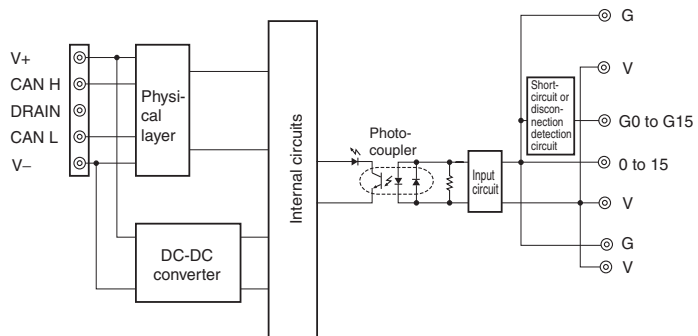 V+
CAN H
DRAIN
CAN L
V–
Physi-
cal
layer
DC-DC
converter
Internal circuits
Photo-
coupler
Input
circuit
Short-
circuit or
discon-
nection
detection
circuit
G
V
G0 to G15
0 to 15
V
G
V